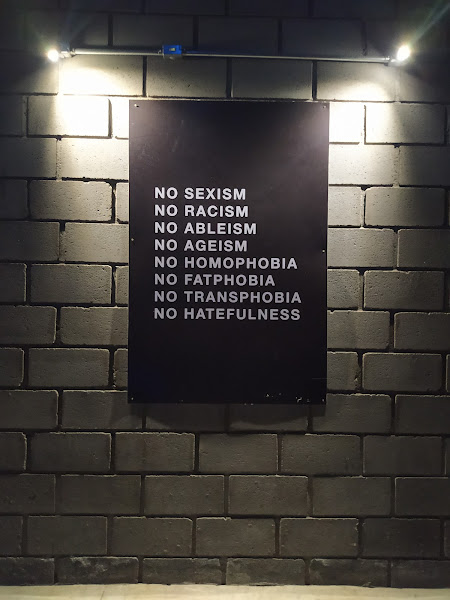 NO SEXISM
NO RACISM
NO ABLEISM
NO AGEISM
NO HOMOPHOBIA
NO FATPHOBIA
NO TRANSPHOBIA
NO HATEFULNESS